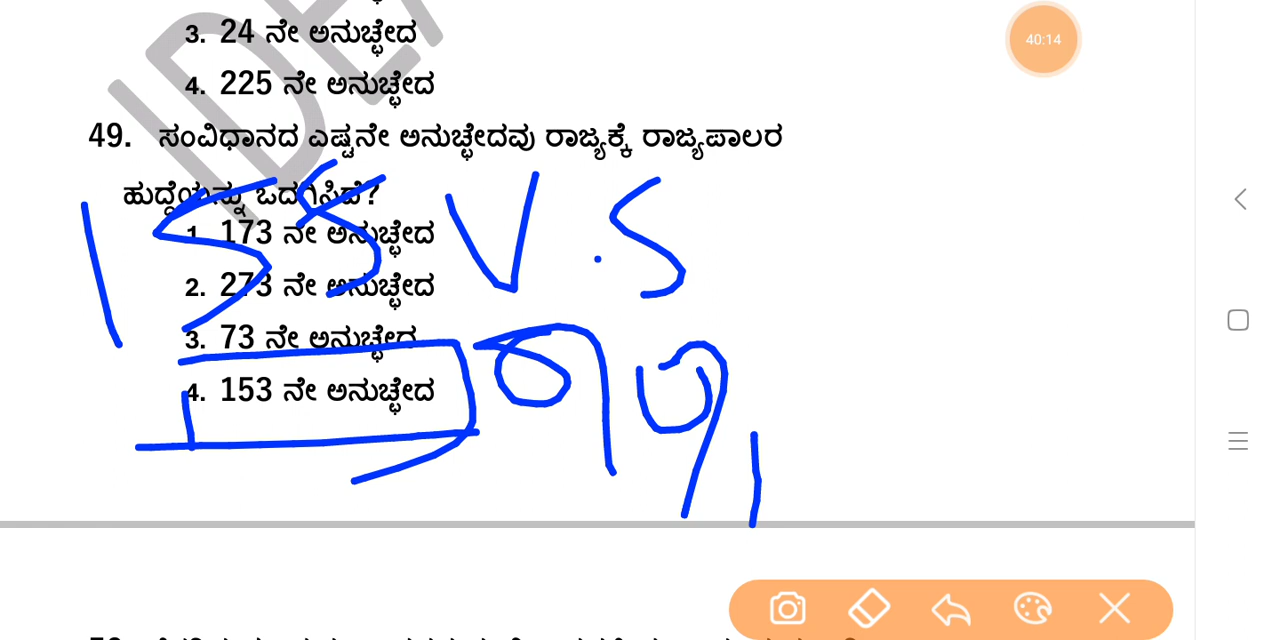 3. 24 ನೇ ಅನುಚ್ಛೇದ
40:14
4. 225 ನೇ ಅನುಚ್ಛೇದ
49. ಸಂವಿಧಾನದ ಎಷ್ಟನೇ ಅನುಚ್ಛೇದವು ರಾಜ್ಯಕ್ಕೆ ರಾಜ್ಯಪಾಲರ
ಹುದ್ದೆಯನ್ನು ಒದಗಿಸಿದೆ?
1. 173 ನೇ ಅನುಚ್ಛೇದ
155 V.S
2. 273 ನೇ ಅನುಚ್ಛೇದ
3. 73 ನೇ ಅನುಚ್ಛೇದ
4. 153 ನೇ ಅನುಚ್ಛೇದ